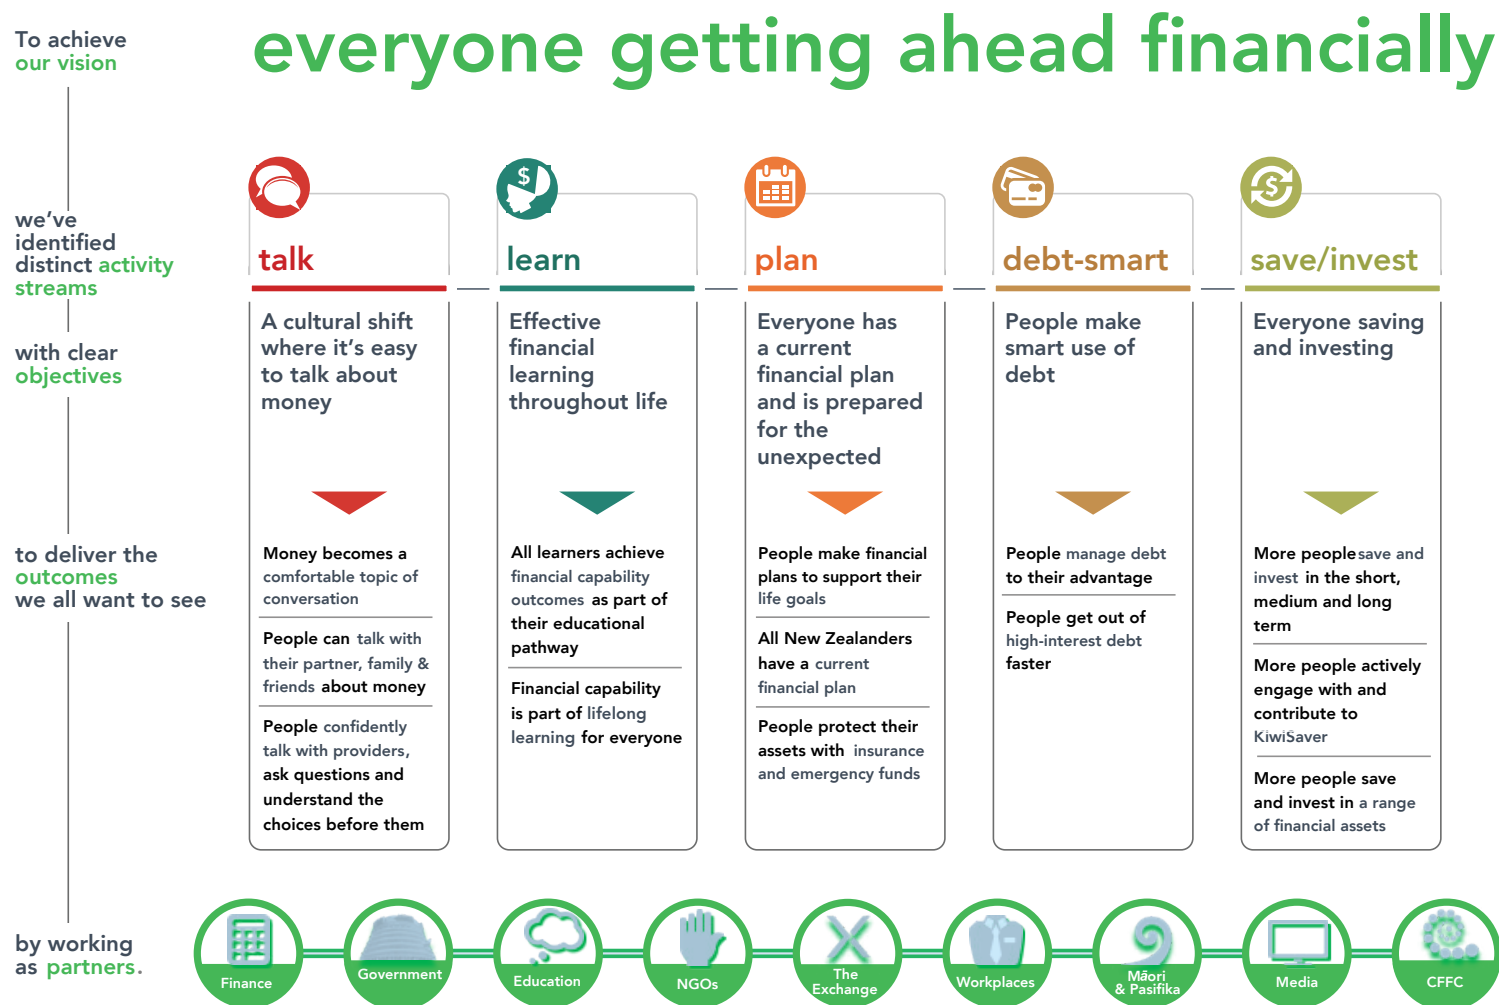 To achieve
our vision
everyone getting ahead financially
we've
identified
distinct activity
streams
talk
learn
plan
debt-smart
save/invest
with clear
objectives
A cultural shift
where it's easy
to talk about
money
Effective
financial
learning
throughout life
Everyone has
a current
financial plan
and is prepared
for the
unexpected
People make
smart use of
debt
Everyone saving
and investing
to deliver the
outcomes
we all want to see
Money becomes a
comfortable topic of
conversation
People can talk with
their partner, family &
friends about money
People confidently
talk with providers,
ask questions and
understand the
choices before them
All learners achieve
financial capability
outcomes as part of
their educational
pathway
Financial capability
is part of lifelong
learning for everyone
People make financial
plans to support their
life goals
All New Zealanders
have a current
financial plan
People protect their
assets with insurance
and emergency funds
People manage debt
to their advantage
People get out of
high-interest debt
faster
More people save and
invest in the short,
medium and long
term
More people actively
engage with and
contribute to
KiwiSaver
More people save
and invest in a range
of financial assets
by working
as partners.
Finance
Government
Education
NGOs
The
Exchange
Workplaces
Māori
& Pasifika
Media
CFFC